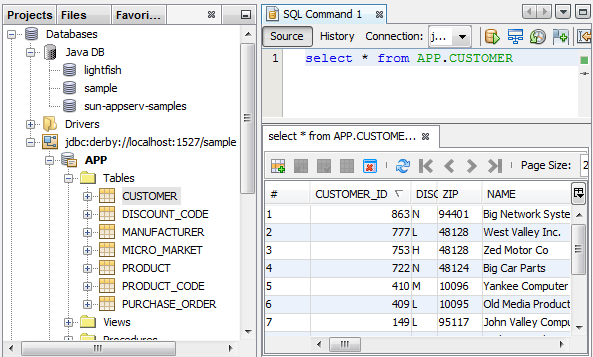 Projects Files Favori...
Databases
Java DB
lightfish
sample
sun-appserv-samples
Drivers
jdbc:derby://localhost:1527/sample
APP
Tables
CUSTOMER
DISCOUNT_CODE
MANUFACTURER
MICRO_MARKET
PRODUCT
PRODUCT_CODE
PURCHASE_ORDER
Views
Procedures
SQL Command 1
Source History Connection: j...
1 select * from APP.CUSTOMER
select * from APP.CUSTOME...
Page Size: 2
# CUSTOMER_ID DISC ZIP NAME
1 863 N 94401 Big Network Syste
2 777 L 48128 West Valley Inc.
3 753 H 48128 Zed Motor Co
4 722 N 48124 Big Car Parts
5 410 M 10096 Yankee Computer
6 409 L 10095 Old Media Product
7 149 L 95117 John Valley Compu